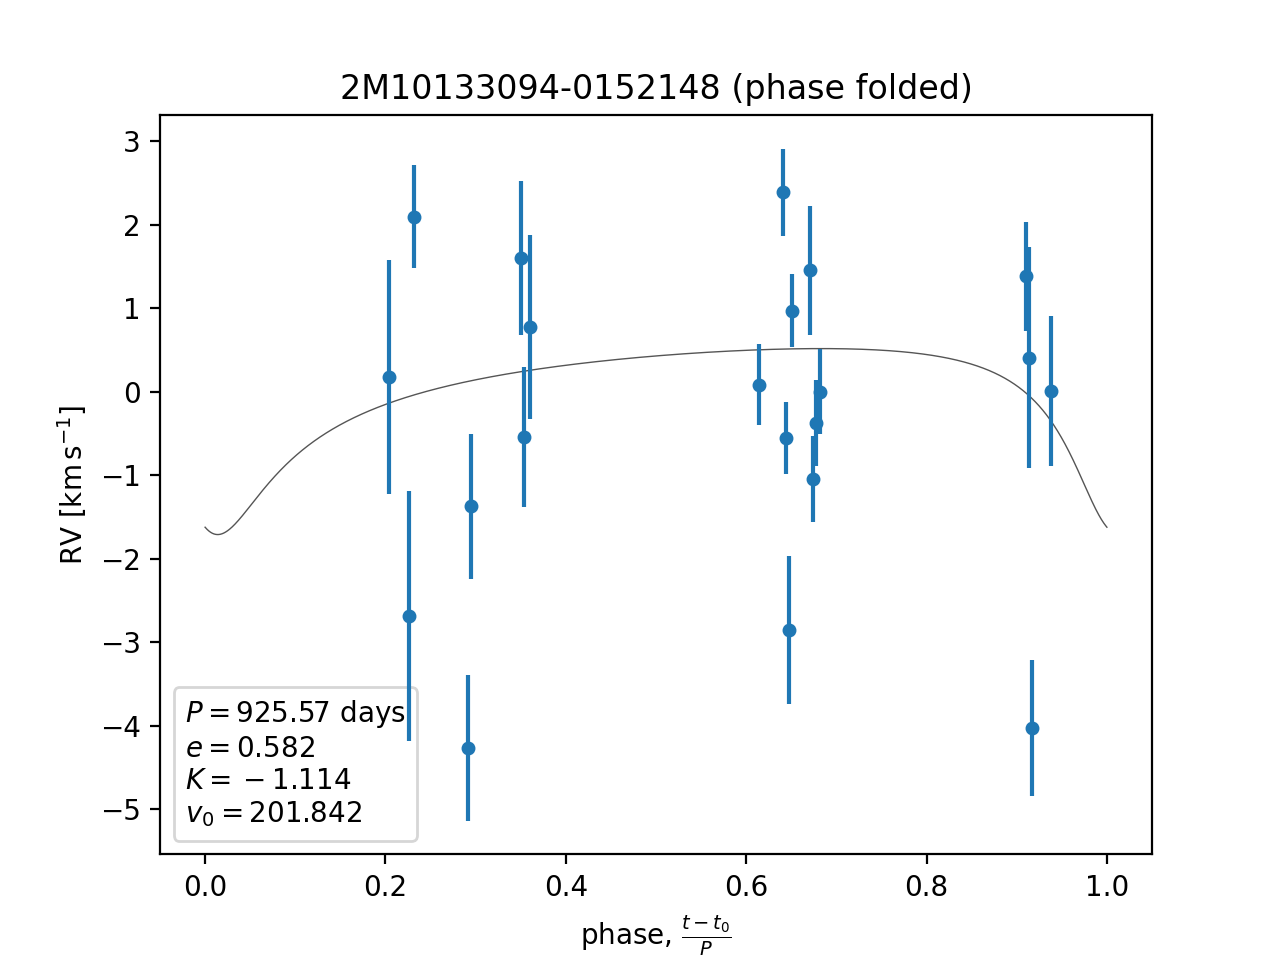 2M10133094-0152148 (phase folded)
RV [km s⁻¹]
3
2
1
0
−1
−2
−3
−4
−5
P = 925.57 days
e = 0.582
K = −1.114
v₀ = 201.842
0.0 0.2 0.4 0.6 0.8 1.0
phase, (t − t₀)/P